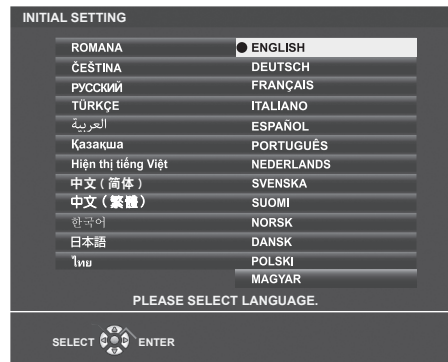 INITIAL SETTING
ROMANA
ČEŠTINA
РУССКИЙ
TÜRKÇE
العربية
Қазақша
Hiện thị tiếng Việt
中文 ( 简体 )
中文 ( 繁體 )
한국어
日本語
ไทย
ENGLISH
DEUTSCH
FRANÇAIS
ITALIANO
ESPAÑOL
PORTUGUÊS
NEDERLANDS
SVENSKA
SUOMI
NORSK
DANSK
POLSKI
MAGYAR
PLEASE SELECT LANGUAGE.
SELECT ENTER